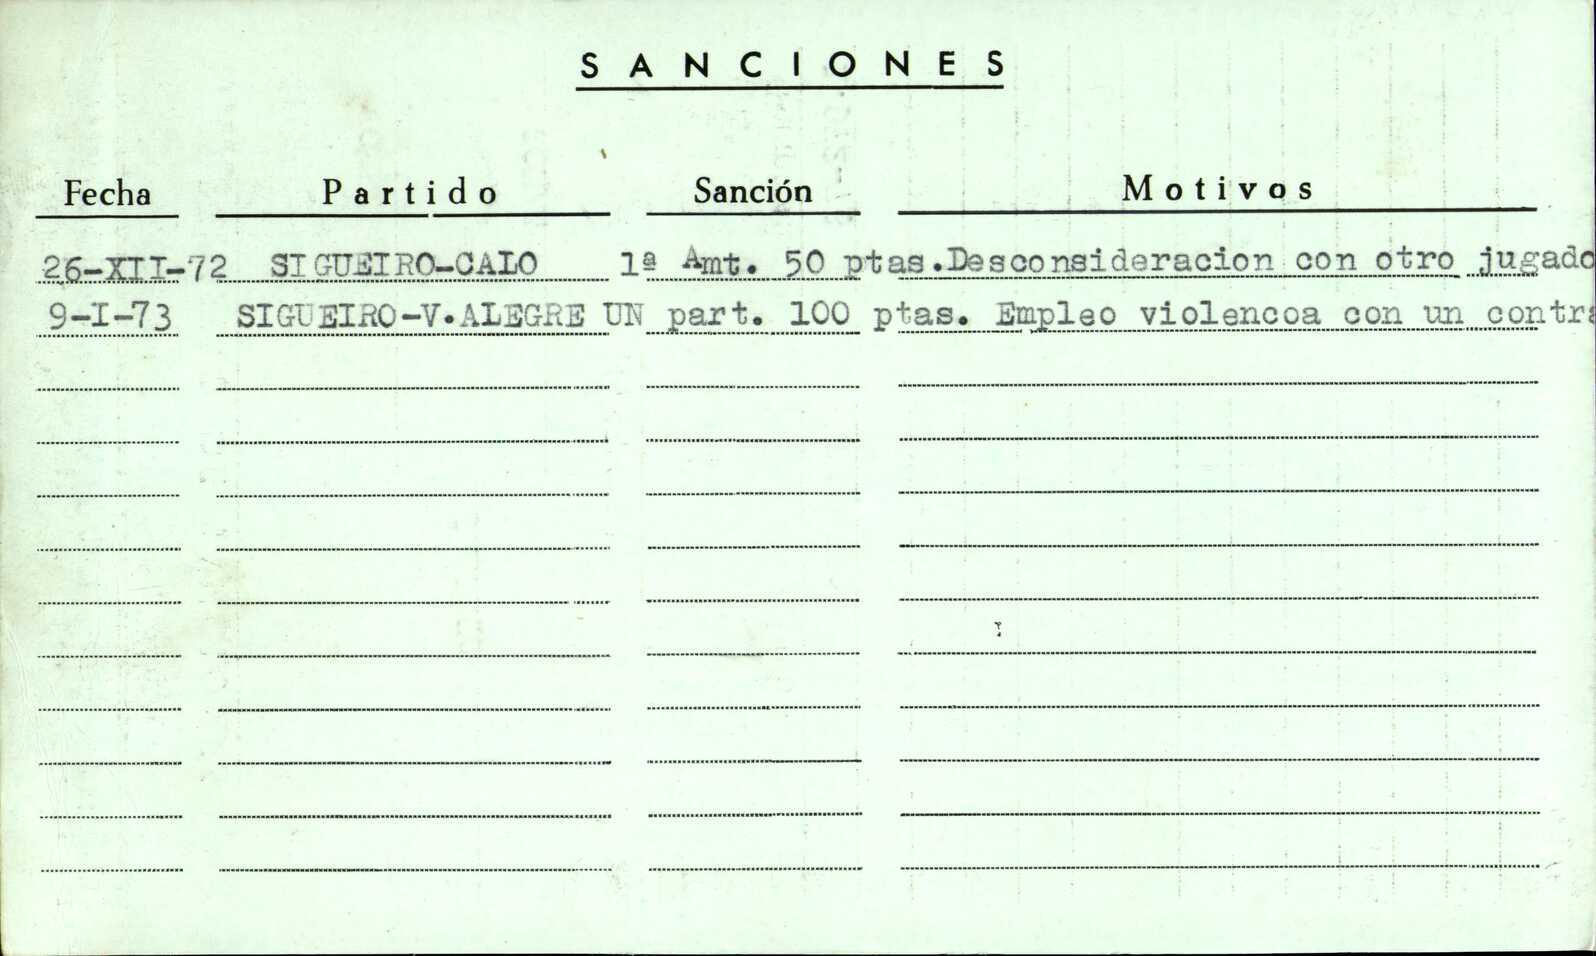 SANCIONES
Fecha Partido Sanción Motivos
26-XII-72 SIGUEIRO-CALO 1ª Amt. 50 ptas.Desconsideracion con otro jugado
9-I-73 SIGUEIRO-V.ALEGRE UN part. 100 ptas. Empleo violencoa con un contra